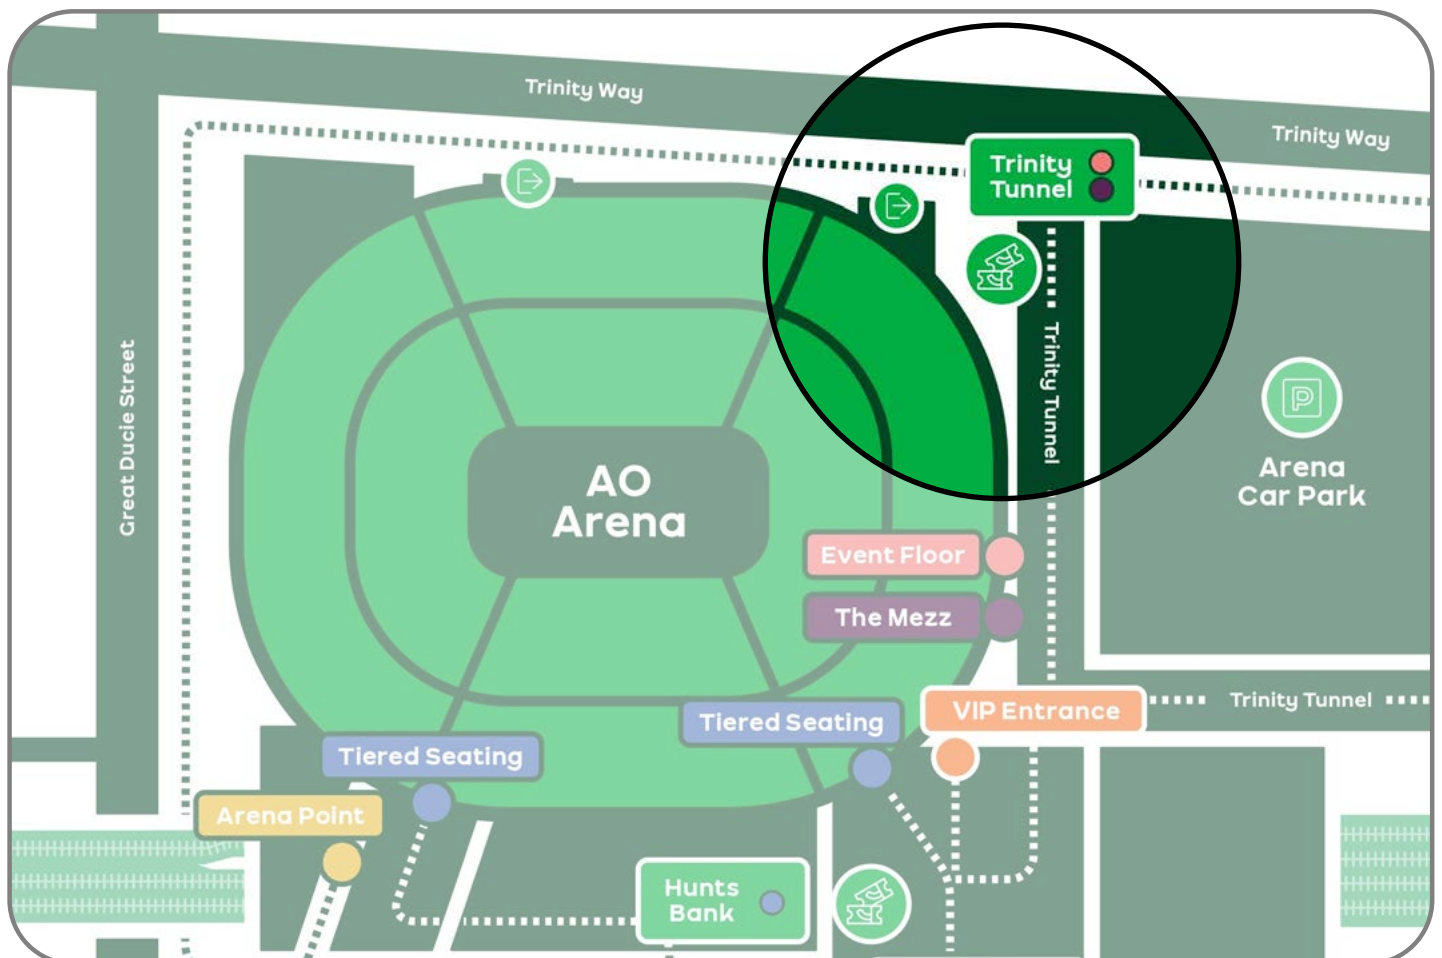 Trinity Way
Trinity Way
Trinity
Tunnel
Great Ducie Street
Trinity Tunnel
P
Arena
Car Park
AO
Arena
Event Floor
The Mezz
Trinity Tunnel
VIP Entrance
Tiered Seating
Tiered Seating
Arena Point
Hunts
Bank